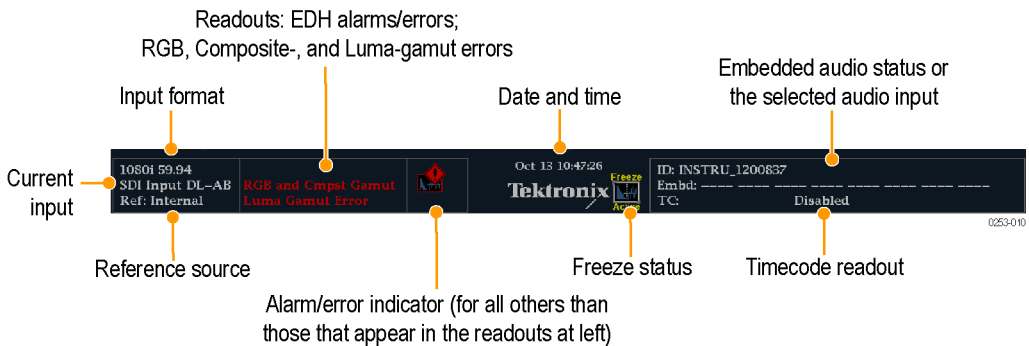 Readouts: EDH alarms/errors;
RGB, Composite-, and Luma-gamut errors
Embedded audio status or
the selected audio input
Input format
Date and time
Current
input
1080i 59.94
SDI Input DL-AB
Ref: Internal
RGB and Cmpst Gamut
Luma Gamut Error
Oct 13 10:47:26
Tektronix
Freeze
Active
ID: INSTRU_1200837
Embd: –– –– –– –– –– –– –– ––
TC: Disabled
0253-010
Reference source
Freeze status
Timecode readout
Alarm/error indicator (for all others than
those that appear in the readouts at left)